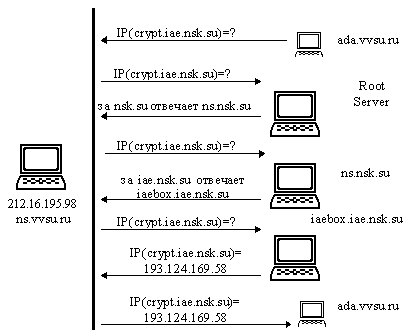 IP(crypt.iae.nsk.su)=?
ada.vvsu.ru
IP(crypt.iae.nsk.su)=?
Root
Server
за nsk.su отвечает ns.nsk.su
IP(crypt.iae.nsk.su)=?
ns.nsk.su
за iae.nsk.su отвечает
iaebox.iae.nsk.su
212.16.195.98
ns.vvsu.ru
IP(crypt.iae.nsk.su)=?
iaebox.iae.nsk.su
IP(crypt.iae.nsk.su)=
193.124.169.58
IP(crypt.iae.nsk.su)=
193.124.169.58
ada.vvsu.ru